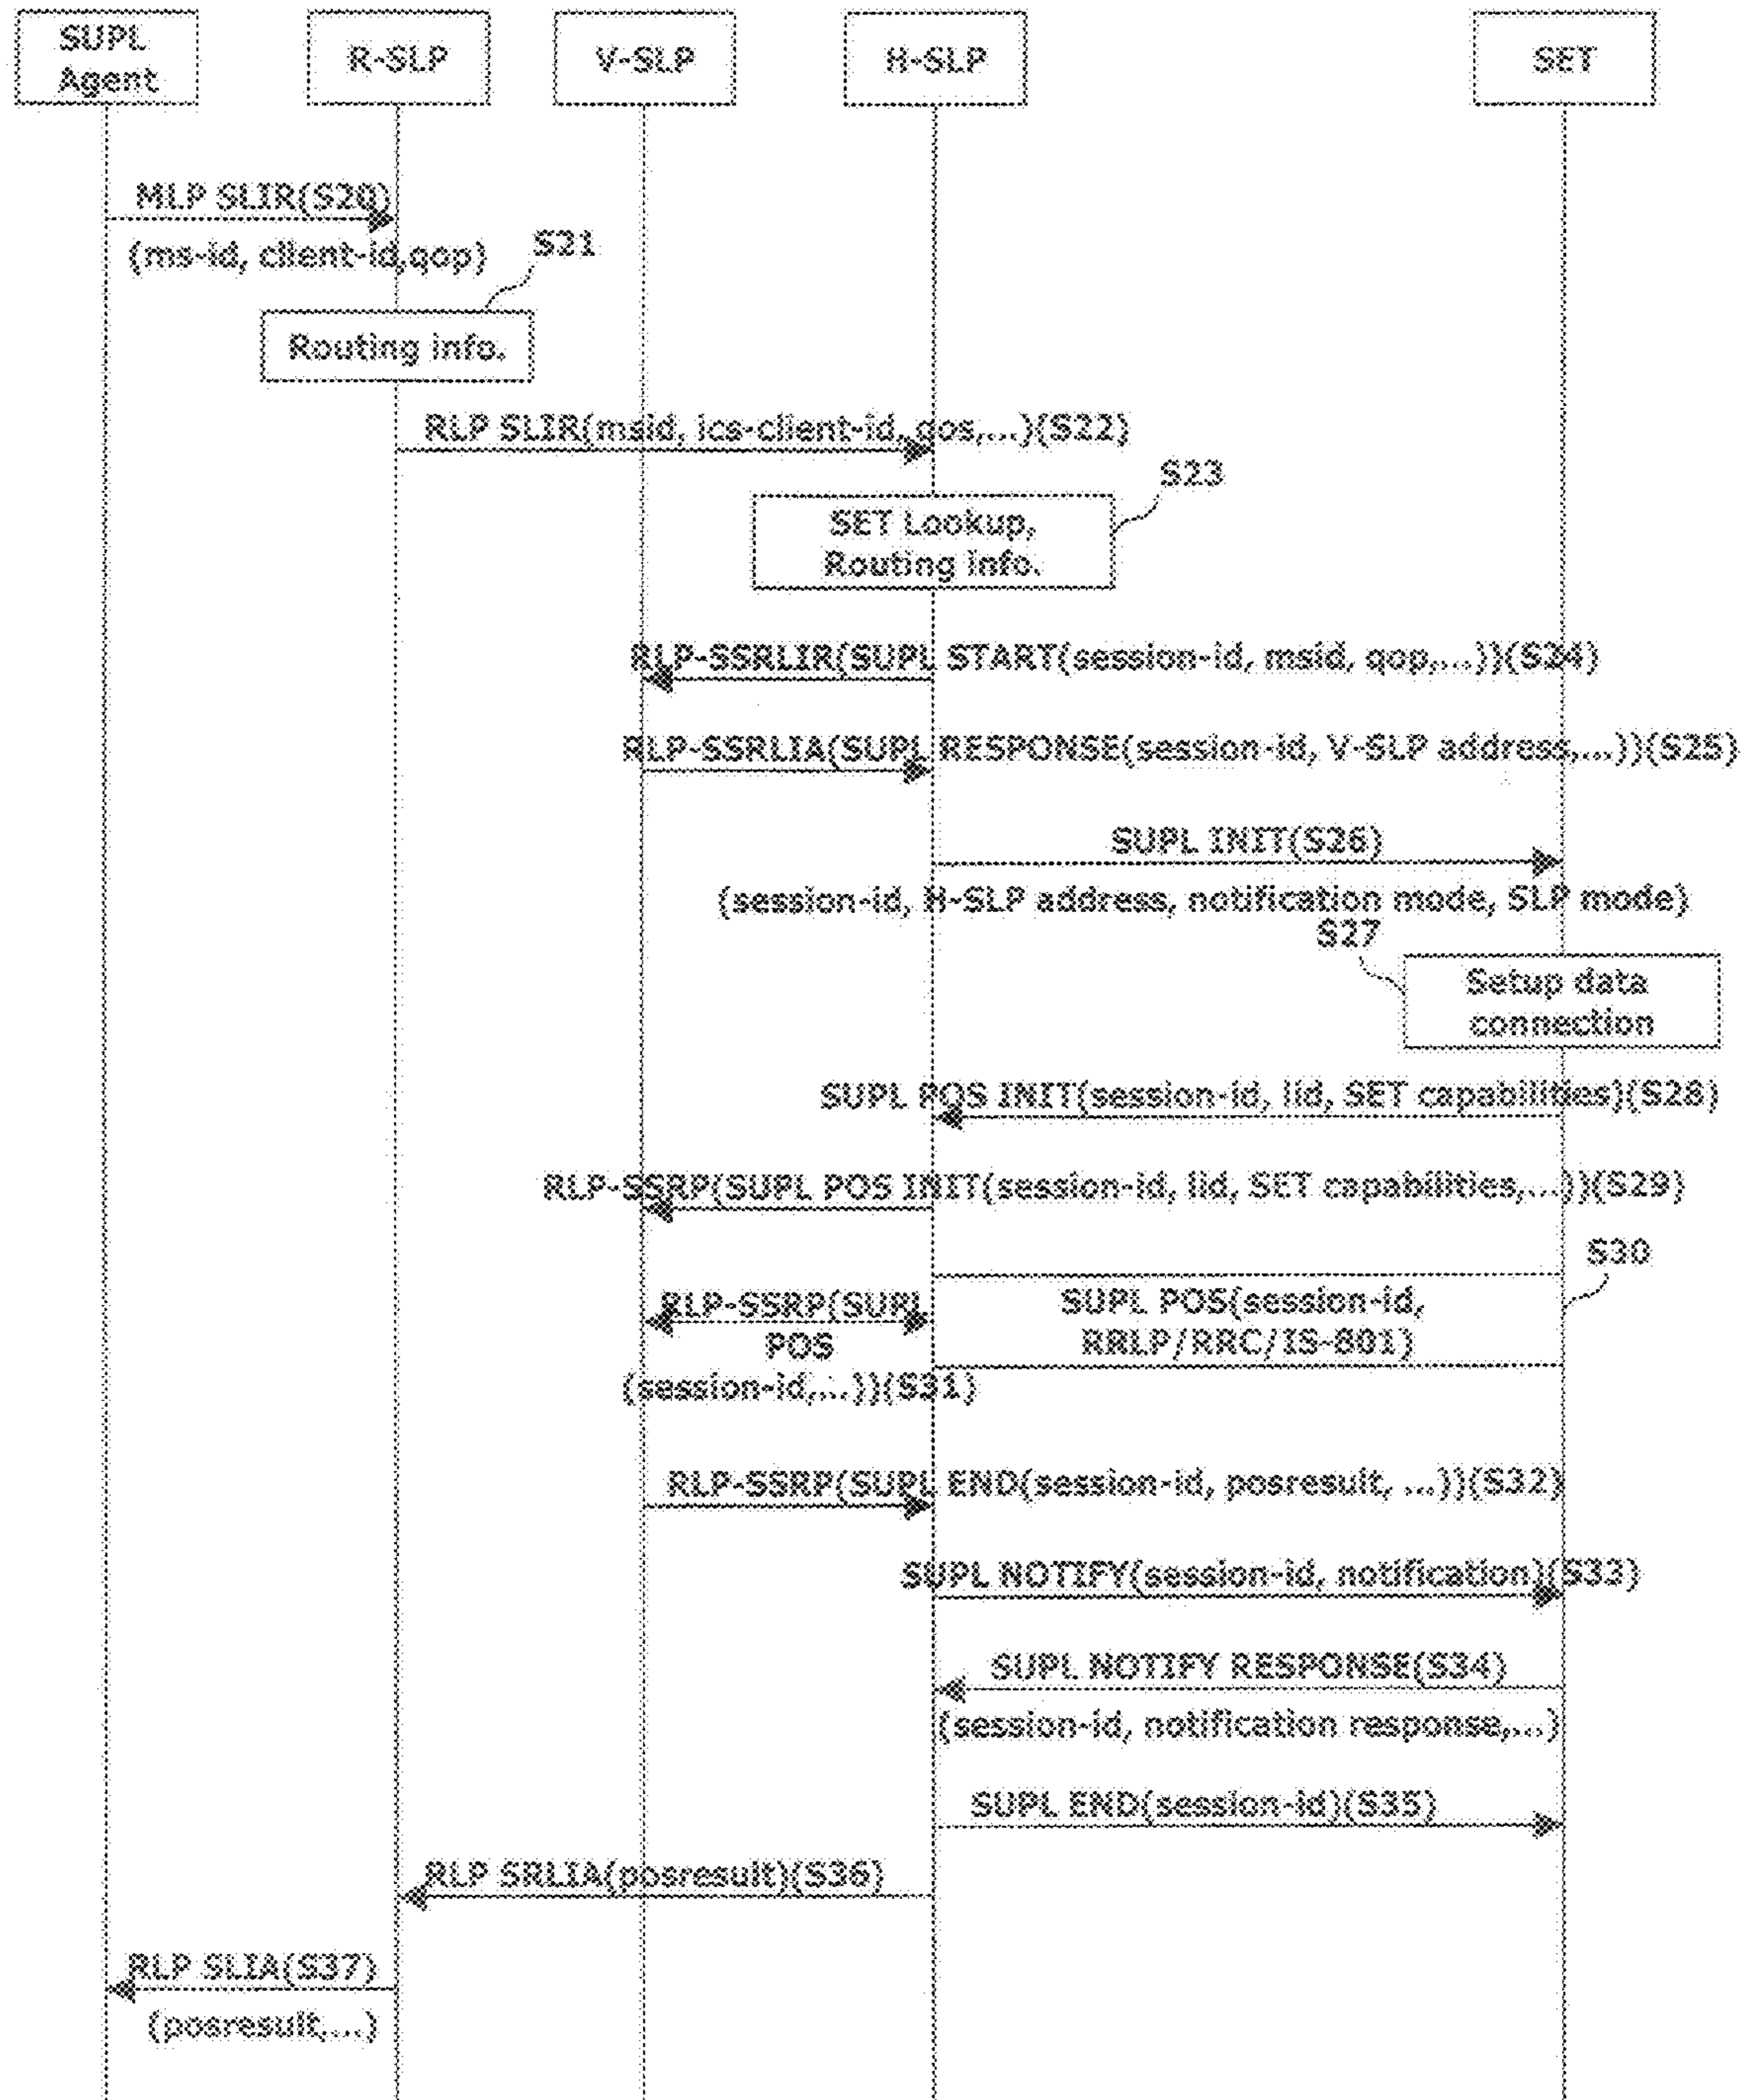 SUPL
Agent
R-SLP
V-SLP
H-SLP
SET
MLP SLIR(S20)
(ms-id, client-id,qop)
S21
Routing info.
RLP SLIR(msid, lcs-client-id, qos,...)(S22)
S23
SET Lookup,
Routing info.
RLP-SSRLIR(SUPL START(session-id, msid, qop,...))(S24)
RLP-SSRLIA(SUPL RESPONSE(session-id, V-SLP address,...))(S25)
SUPL INIT(S26)
(session-id, H-SLP address, notification mode, SLP mode)
S27
Setup data
connection
SUPL POS INIT(session-id, lid, SET capabilities)(S28)
RLP-SSRP(SUPL POS INIT(session-id, lid, SET capabilities,...))(S29)
S30
RLP-SSRP(SUPL
POS
(session-id,...))(S31)
SUPL POS(session-id,
RRLP/RRC/IS-801)
RLP-SSRP(SUPL END(session-id, posresult, ...))(S32)
SUPL NOTIFY(session-id, notification)(S33)
SUPL NOTIFY RESPONSE(S34)
(session-id, notification response,...)
SUPL END(session-id)(S35)
RLP SRLIA(posresult)(S36)
RLP SLIA(S37)
(posresult,...)